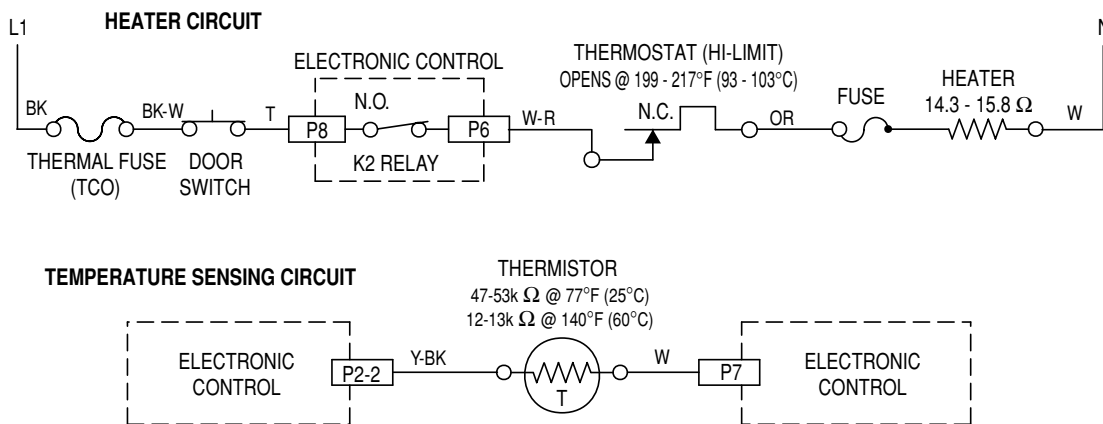 HEATER CIRCUIT
L1
N
ELECTRONIC CONTROL
THERMOSTAT (HI-LIMIT)
OPENS @ 199 - 217°F (93 - 103°C)
HEATER
14.3 - 15.8 Ω
FUSE
BK
BK-W
T
P8
N.O.
P6
W-R
N.C.
OR
W
THERMAL FUSE
(TCO)
DOOR
SWITCH
K2 RELAY
TEMPERATURE SENSING CIRCUIT
THERMISTOR
47-53k Ω @ 77°F (25°C)
12-13k Ω @ 140°F (60°C)
ELECTRONIC
CONTROL
P2-2
Y-BK
T
W
P7
ELECTRONIC
CONTROL